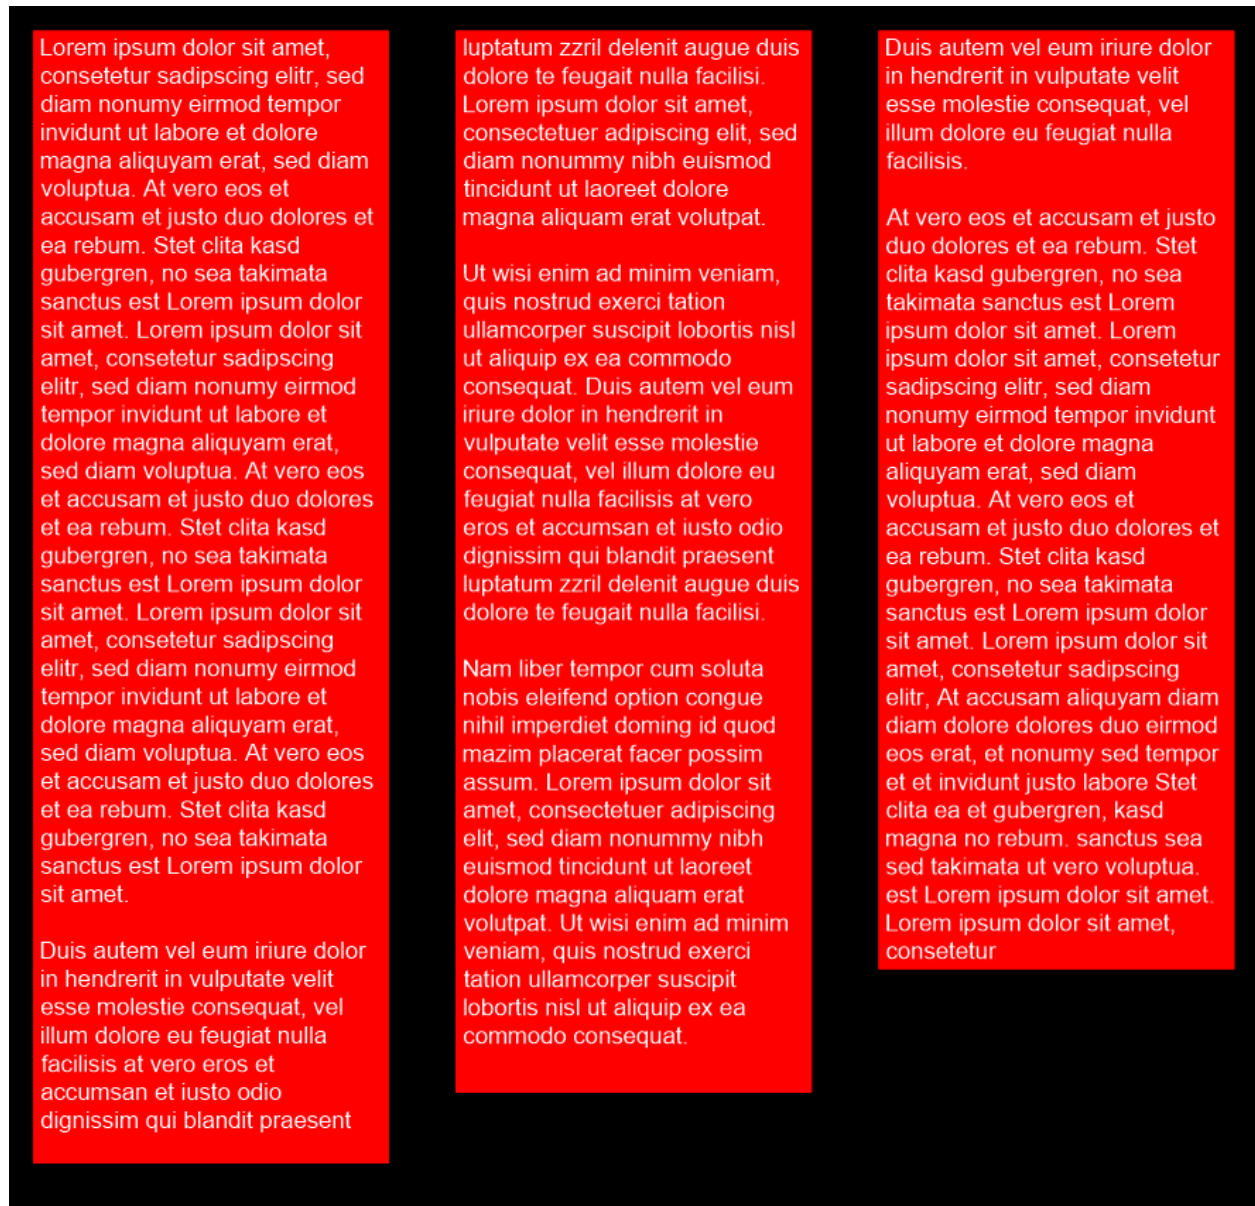 Lorem ipsum dolor sit amet,
consetetur sadipscing elitr, sed
diam nonumy eirmod tempor
invidunt ut labore et dolore
magna aliquyam erat, sed diam
voluptua. At vero eos et
accusam et justo duo dolores et
ea rebum. Stet clita kasd
gubergren, no sea takimata
sanctus est Lorem ipsum dolor
sit amet. Lorem ipsum dolor sit
amet, consetetur sadipscing
elitr, sed diam nonumy eirmod
tempor invidunt ut labore et
dolore magna aliquyam erat,
sed diam voluptua. At vero eos
et accusam et justo duo dolores
et ea rebum. Stet clita kasd
gubergren, no sea takimata
sanctus est Lorem ipsum dolor
sit amet. Lorem ipsum dolor sit
amet, consetetur sadipscing
elitr, sed diam nonumy eirmod
tempor invidunt ut labore et
dolore magna aliquyam erat,
sed diam voluptua. At vero eos
et accusam et justo duo dolores
et ea rebum. Stet clita kasd
gubergren, no sea takimata
sanctus est Lorem ipsum dolor
sit amet.
Duis autem vel eum iriure dolor
in hendrerit in vulputate velit
esse molestie consequat, vel
illum dolore eu feugiat nulla
facilisis at vero eros et
accumsan et iusto odio
dignissim qui blandit praesent
luptatum zzril delenit augue duis
dolore te feugait nulla facilisi.
Lorem ipsum dolor sit amet,
consectetuer adipiscing elit, sed
diam nonummy nibh euismod
tincidunt ut laoreet dolore
magna aliquam erat volutpat.
Ut wisi enim ad minim veniam,
quis nostrud exerci tation
ullamcorper suscipit lobortis nisl
ut aliquip ex ea commodo
consequat. Duis autem vel eum
iriure dolor in hendrerit in
vulputate velit esse molestie
consequat, vel illum dolore eu
feugiat nulla facilisis at vero
eros et accumsan et iusto odio
dignissim qui blandit praesent
luptatum zzril delenit augue duis
dolore te feugait nulla facilisi.
Nam liber tempor cum soluta
nobis eleifend option congue
nihil imperdiet doming id quod
mazim placerat facer possim
assum. Lorem ipsum dolor sit
amet, consectetuer adipiscing
elit, sed diam nonummy nibh
euismod tincidunt ut laoreet
dolore magna aliquam erat
volutpat. Ut wisi enim ad minim
veniam, quis nostrud exerci
tation ullamcorper suscipit
lobortis nisl ut aliquip ex ea
commodo consequat.
Duis autem vel eum iriure dolor
in hendrerit in vulputate velit
esse molestie consequat, vel
illum dolore eu feugiat nulla
facilisis.
At vero eos et accusam et justo
duo dolores et ea rebum. Stet
clita kasd gubergren, no sea
takimata sanctus est Lorem
ipsum dolor sit amet. Lorem
ipsum dolor sit amet, consetetur
sadipscing elitr, sed diam
nonumy eirmod tempor invidunt
ut labore et dolore magna
aliquyam erat, sed diam
voluptua. At vero eos et
accusam et justo duo dolores et
ea rebum. Stet clita kasd
gubergren, no sea takimata
sanctus est Lorem ipsum dolor
sit amet. Lorem ipsum dolor sit
amet, consetetur sadipscing
elitr, At accusam aliquyam diam
diam dolore dolores duo eirmod
eos erat, et nonumy sed tempor
et et invidunt justo labore Stet
clita ea et gubergren, kasd
magna no rebum. sanctus sea
sed takimata ut vero voluptua.
est Lorem ipsum dolor sit amet.
Lorem ipsum dolor sit amet,
consetetur